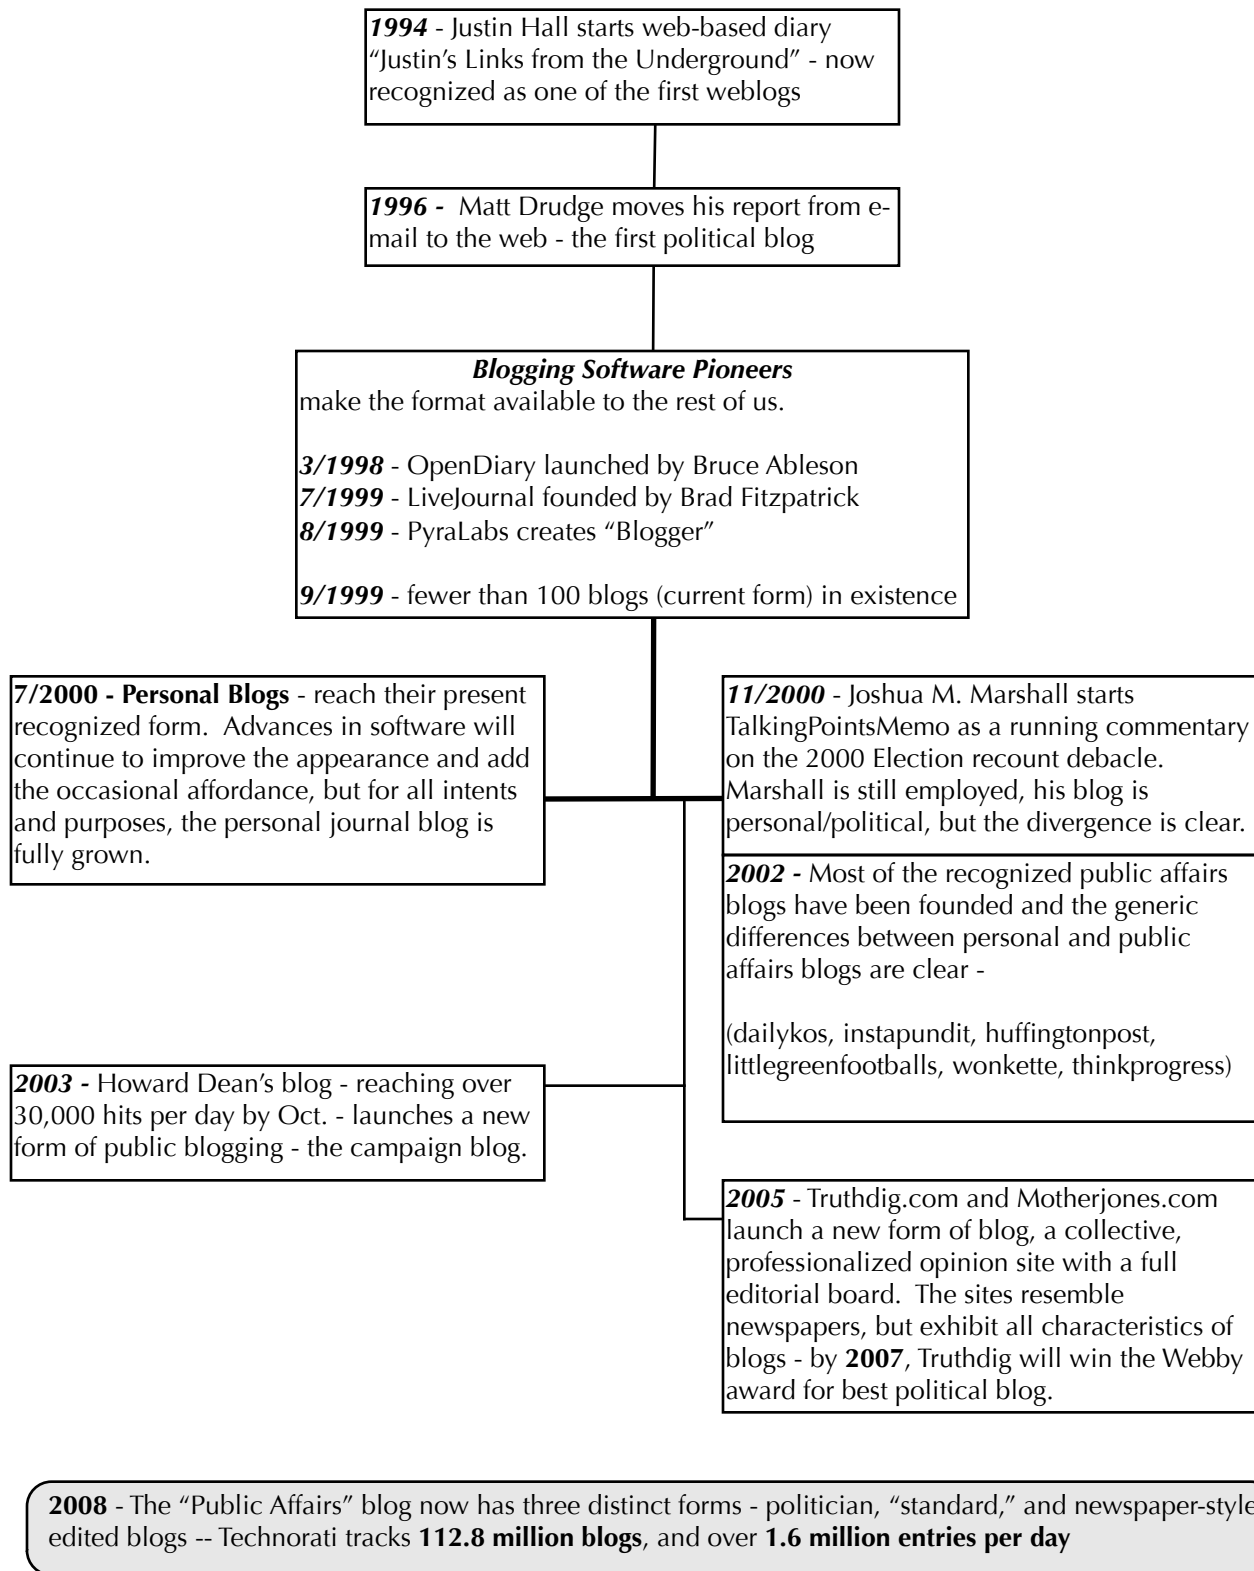 1994 - Justin Hall starts web-based diary
“Justin’s Links from the Underground” - now
recognized as one of the first weblogs
1996 - Matt Drudge moves his report from e-
mail to the web - the first political blog
Blogging Software Pioneers
make the format available to the rest of us.
3/1998 - OpenDiary launched by Bruce Ableson
7/1999 - LiveJournal founded by Brad Fitzpatrick
8/1999 - PyraLabs creates “Blogger”
9/1999 - fewer than 100 blogs (current form) in existence
7/2000 - Personal Blogs - reach their present
recognized form. Advances in software will
continue to improve the appearance and add
the occasional affordance, but for all intents
and purposes, the personal journal blog is
fully grown.
11/2000 - Joshua M. Marshall starts
TalkingPointsMemo as a running commentary
on the 2000 Election recount debacle.
Marshall is still employed, his blog is
personal/political, but the divergence is clear.
2002 - Most of the recognized public affairs
blogs have been founded and the generic
differences between personal and public
affairs blogs are clear -
(dailykos, instapundit, huffingtonpost,
littlegreenfootballs, wonkette, thinkprogress)
2003 - Howard Dean’s blog - reaching over
30,000 hits per day by Oct. - launches a new
form of public blogging - the campaign blog.
2005 - Truthdig.com and Motherjones.com
launch a new form of blog, a collective,
professionalized opinion site with a full
editorial board. The sites resemble
newspapers, but exhibit all characteristics of
blogs - by 2007, Truthdig will win the Webby
award for best political blog.
2008 - The “Public Affairs” blog now has three distinct forms - politician, “standard,” and newspaper-style
edited blogs -- Technorati tracks 112.8 million blogs, and over 1.6 million entries per day